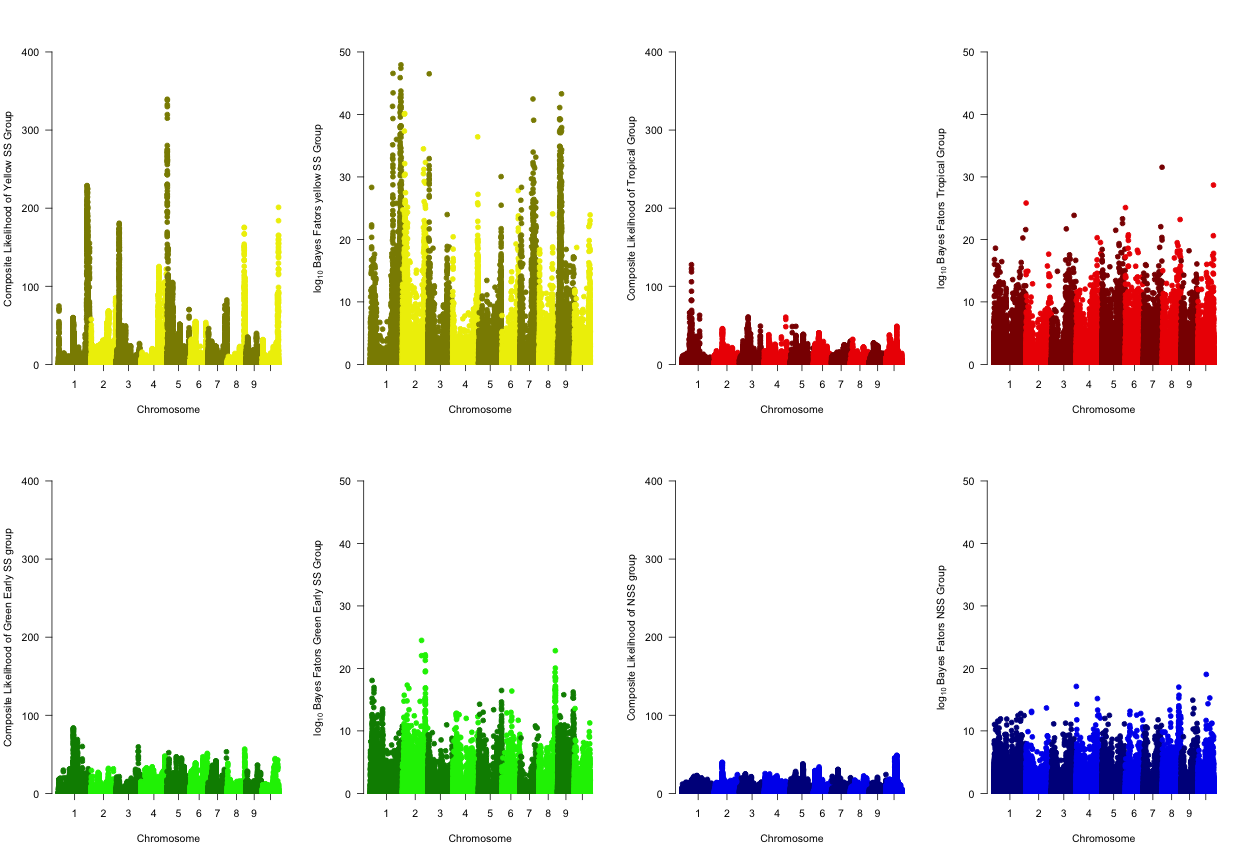 Composite Likelihood of Yellow SS Group
400
300
200
100
0
1 2 3 4 5 6 7 8 9
Chromosome
log10 Bayes Fators yellow SS Group
50
40
30
20
10
0
1 2 3 4 5 6 7 8 9
Chromosome
Composite Likelihood of Tropical Group
400
300
200
100
0
1 2 3 4 5 6 7 8 9
Chromosome
log10 Bayes Fators Tropical Group
50
40
30
20
10
0
1 2 3 4 5 6 7 8 9
Chromosome
Composite Likelihood of Green Early SS group
400
300
200
100
0
1 2 3 4 5 6 7 8 9
Chromosome
log10 Bayes Fators Green Early SS Group
50
40
30
20
10
0
1 2 3 4 5 6 7 8 9
Chromosome
Composite Likelihood of NSS group
400
300
200
100
0
1 2 3 4 5 6 7 8 9
Chromosome
log10 Bayes Fators NSS Group
50
40
30
20
10
0
1 2 3 4 5 6 7 8 9
Chromosome